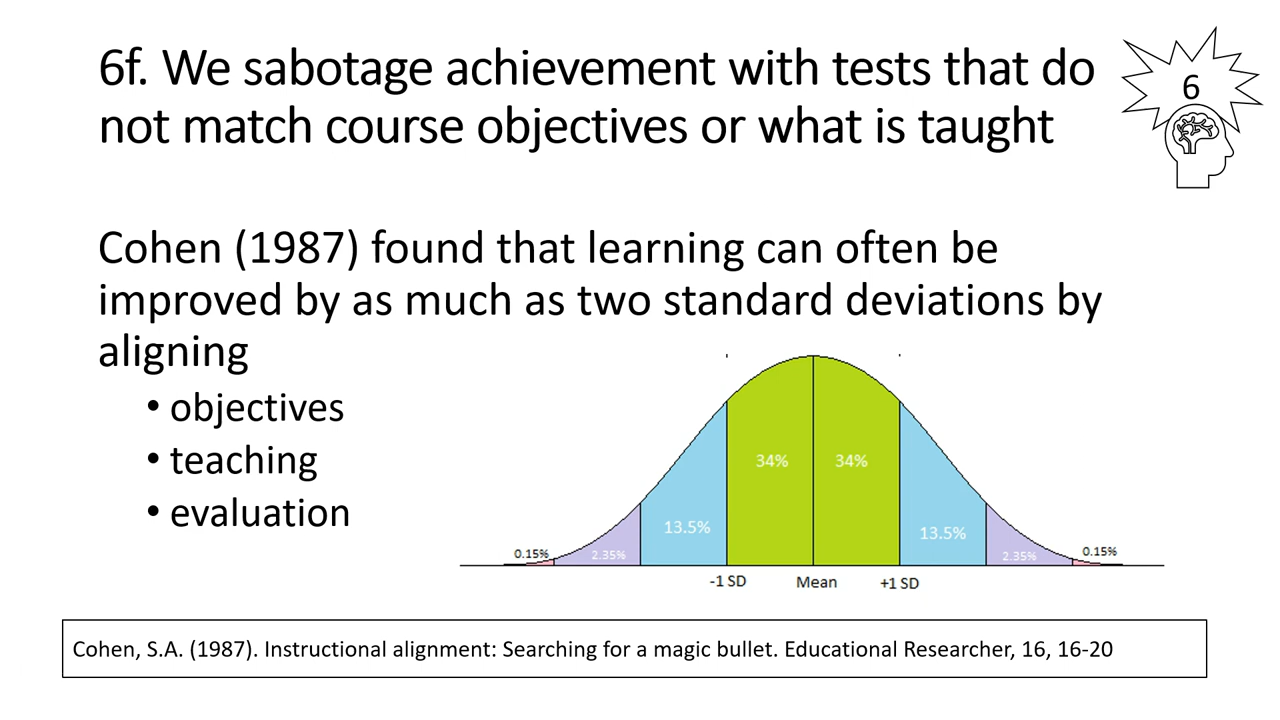 6f. We sabotage achievement with tests that do
not match course objectives or what is taught
6
Cohen (1987) found that learning can often be
improved by as much as two standard deviations by
aligning
• objectives
• teaching
• evaluation
34% 34%
13.5% 13.5%
0.15% 2.35% 2.35% 0.15%
-1 SD Mean +1 SD
Cohen, S.A. (1987). Instructional alignment: Searching for a magic bullet. Educational Researcher, 16, 16-20